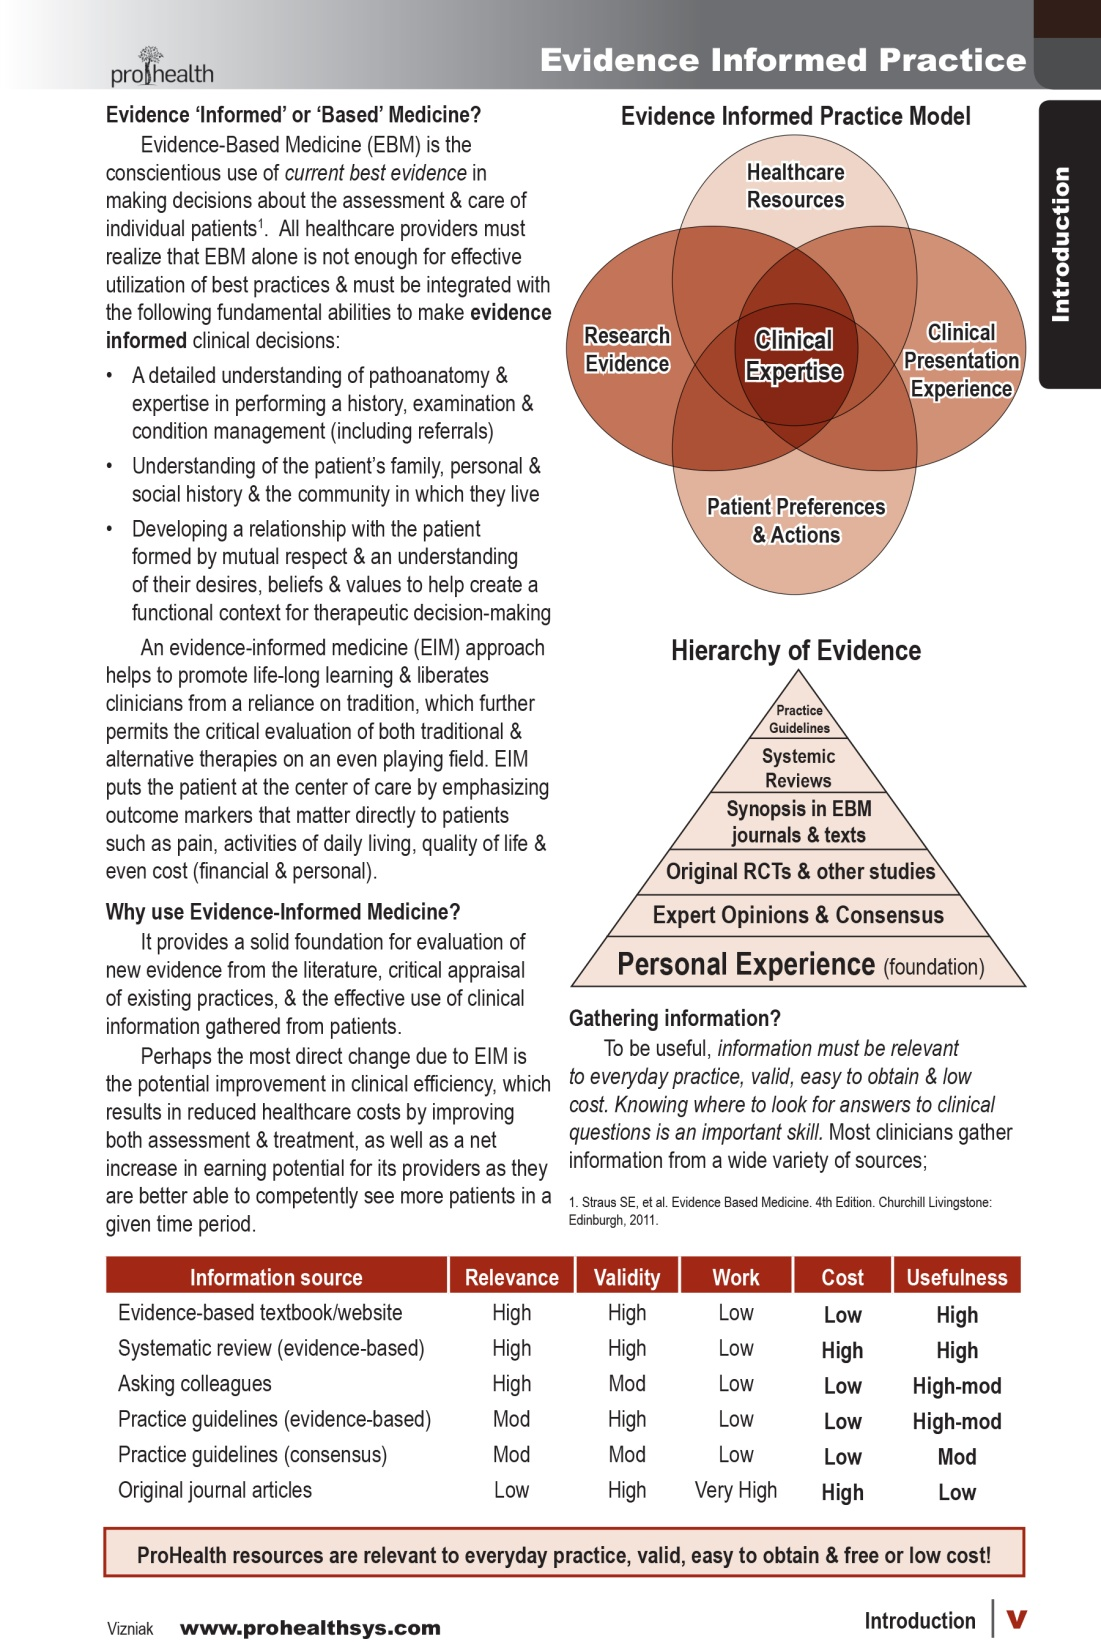 prohealth
Evidence Informed Practice
Introduction
Evidence ‘Informed’ or ‘Based’ Medicine?
Evidence-Based Medicine (EBM) is the
conscientious use of current best evidence in
making decisions about the assessment & care of
individual patients1. All healthcare providers must
realize that EBM alone is not enough for effective
utilization of best practices & must be integrated with
the following fundamental abilities to make evidence
informed clinical decisions:
• A detailed understanding of pathoanatomy &
expertise in performing a history, examination &
condition management (including referrals)
• Understanding of the patient’s family, personal &
social history & the community in which they live
• Developing a relationship with the patient
formed by mutual respect & an understanding
of their desires, beliefs & values to help create a
functional context for therapeutic decision-making
An evidence-informed medicine (EIM) approach
helps to promote life-long learning & liberates
clinicians from a reliance on tradition, which further
permits the critical evaluation of both traditional &
alternative therapies on an even playing field. EIM
puts the patient at the center of care by emphasizing
outcome markers that matter directly to patients
such as pain, activities of daily living, quality of life &
even cost (financial & personal).
Why use Evidence-Informed Medicine?
It provides a solid foundation for evaluation of
new evidence from the literature, critical appraisal
of existing practices, & the effective use of clinical
information gathered from patients.
Perhaps the most direct change due to EIM is
the potential improvement in clinical efficiency, which
results in reduced healthcare costs by improving
both assessment & treatment, as well as a net
increase in earning potential for its providers as they
are better able to competently see more patients in a
given time period.
Evidence Informed Practice Model
Healthcare
Resources
Research
Evidence
Clinical
Expertise
Clinical
Presentation
Experience
Patient Preferences
& Actions
Hierarchy of Evidence
Practice
Guidelines
Systemic
Reviews
Synopsis in EBM
journals & texts
Original RCTs & other studies
Expert Opinions & Consensus
Personal Experience (foundation)
Gathering information?
To be useful, information must be relevant
to everyday practice, valid, easy to obtain & low
cost. Knowing where to look for answers to clinical
questions is an important skill. Most clinicians gather
information from a wide variety of sources;
1. Straus SE, et al. Evidence Based Medicine. 4th Edition. Churchill Livingstone:
Edinburgh, 2011.
Information source Relevance Validity Work Cost Usefulness
Evidence-based textbook/website High High Low Low High
Systematic review (evidence-based) High High Low High High
Asking colleagues High Mod Low Low High-mod
Practice guidelines (evidence-based) Mod High Low Low High-mod
Practice guidelines (consensus) Mod Mod Low Low Mod
Original journal articles Low High Very High High Low
ProHealth resources are relevant to everyday practice, valid, easy to obtain & free or low cost!
Vizniak www.prohealthsys.com
Introduction V